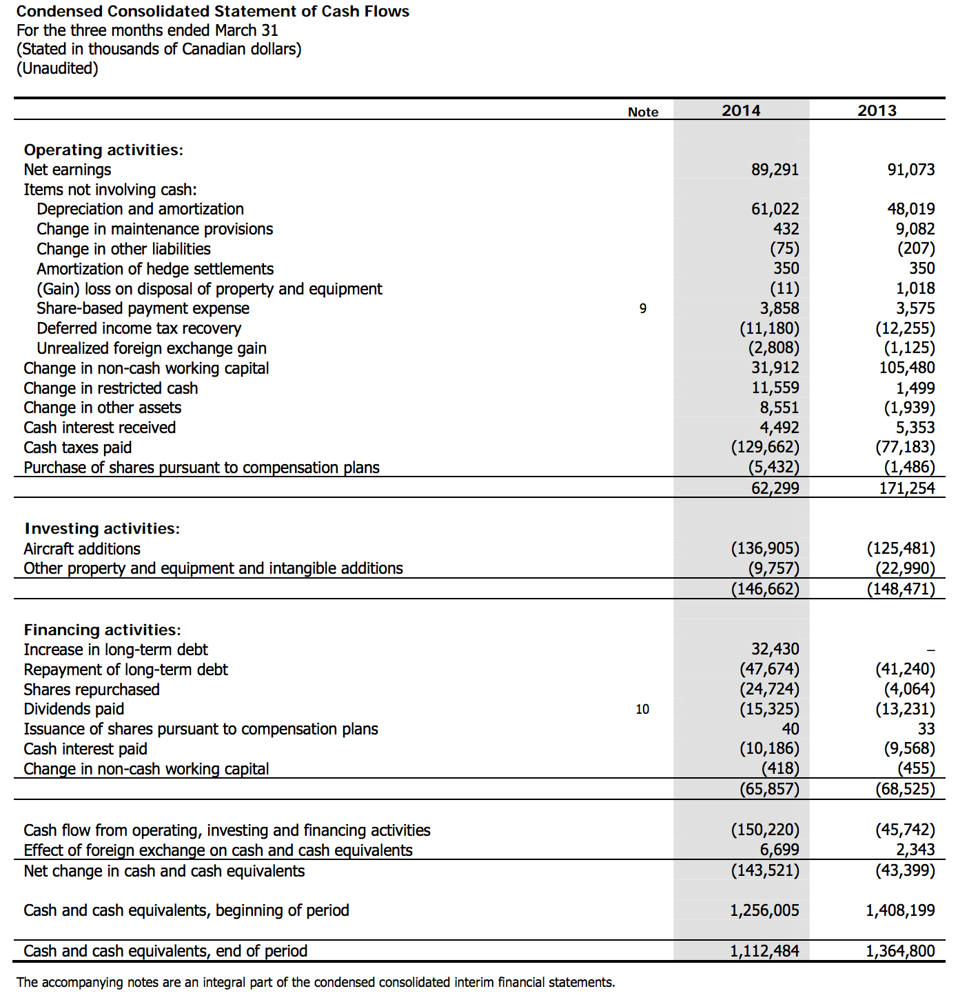 Condensed Consolidated Statement of Cash Flows
For the three months ended March 31
(Stated in thousands of Canadian dollars)
(Unaudited)
Note 2014 2013
Operating activities:
Net earnings 89,291 91,073
Items not involving cash:
Depreciation and amortization 61,022 48,019
Change in maintenance provisions 432 9,082
Change in other liabilities (75) (207)
Amortization of hedge settlements 350 350
(Gain) loss on disposal of property and equipment (11) 1,018
Share-based payment expense 9 3,858 3,575
Deferred income tax recovery (11,180) (12,255)
Unrealized foreign exchange gain (2,808) (1,125)
Change in non-cash working capital 31,912 105,480
Change in restricted cash 11,559 1,499
Change in other assets 8,551 (1,939)
Cash interest received 4,492 5,353
Cash taxes paid (129,662) (77,183)
Purchase of shares pursuant to compensation plans (5,432) (1,486)
62,299 171,254
Investing activities:
Aircraft additions (136,905) (125,481)
Other property and equipment and intangible additions (9,757) (22,990)
(146,662) (148,471)
Financing activities:
Increase in long-term debt 32,430 –
Repayment of long-term debt (47,674) (41,240)
Shares repurchased (24,724) (4,064)
Dividends paid 10 (15,325) (13,231)
Issuance of shares pursuant to compensation plans 40 33
Cash interest paid (10,186) (9,568)
Change in non-cash working capital (418) (455)
(65,857) (68,525)
Cash flow from operating, investing and financing activities (150,220) (45,742)
Effect of foreign exchange on cash and cash equivalents 6,699 2,343
Net change in cash and cash equivalents (143,521) (43,399)
Cash and cash equivalents, beginning of period 1,256,005 1,408,199
Cash and cash equivalents, end of period 1,112,484 1,364,800
The accompanying notes are an integral part of the condensed consolidated interim financial statements.